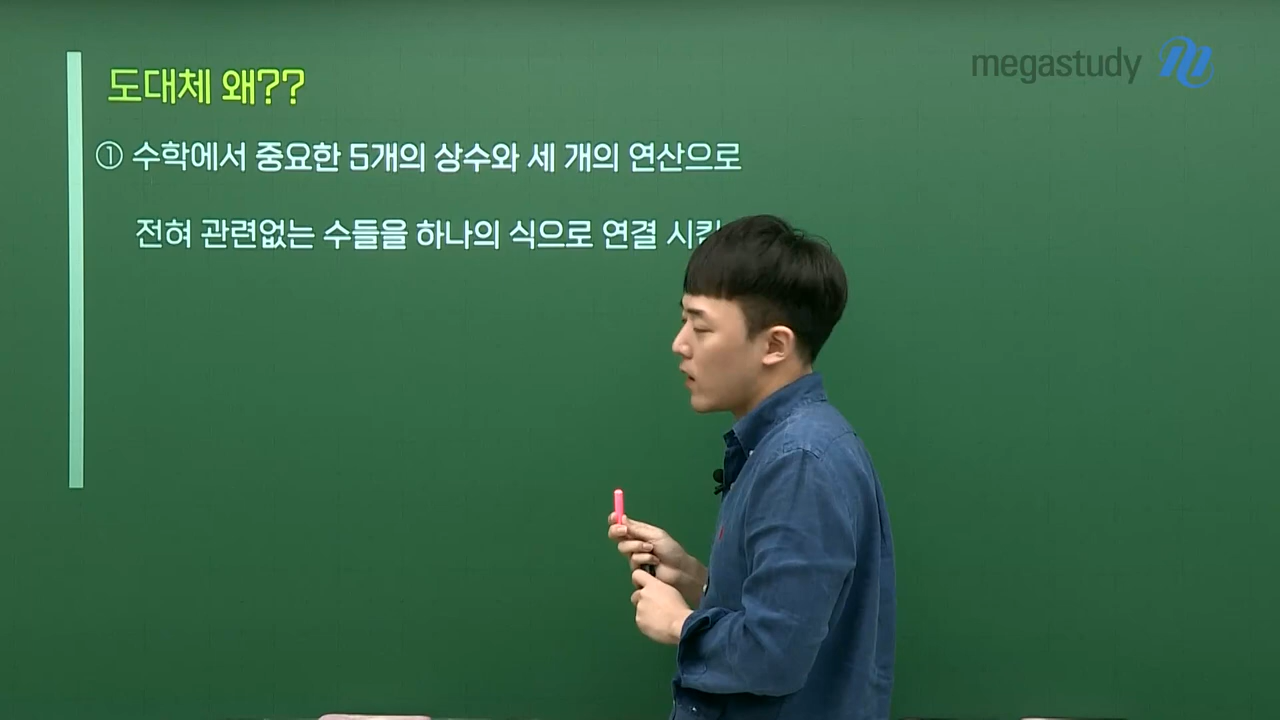 megastudy
도대체 왜??
① 수학에서 중요한 5개의 상수와 세 개의 연산으로
전혀 관련없는 수들을 하나의 식으로 연결